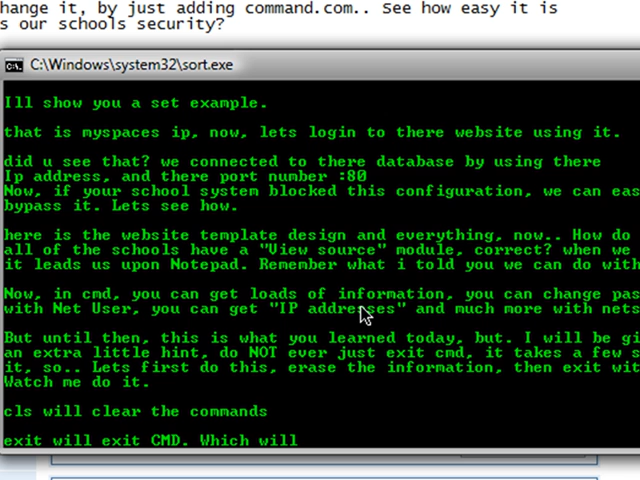 hange it, by just adding command.com.. See how easy it is
s our schools security?
C:\Windows\system32\sort.exe
Ill show you a set example.
that is myspaces ip, now, lets login to there website using it.
did u see that? we connected to there database by using there
Ip address, and there port number :80
Now, if your school system blocked this configuration, we can eas
bypass it. Lets see how.
here is the website template design and everything, now.. How do
all of the schools have a "View source" module, correct? when we
it leads us upon Notepad. Remember what i told you we can do with
Now, in cmd, you can get loads of information, you can change pas
with Net User, you can get "IP addresses" and much more with nets
But until then, this is what you learned today, but. I will be gi
an extra little hint, do NOT ever just exit cmd, it takes a few s
it, so.. Lets first do this, erase the information, then exit wit
Watch me do it.
cls will clear the commands
exit will exit CMD. Which will